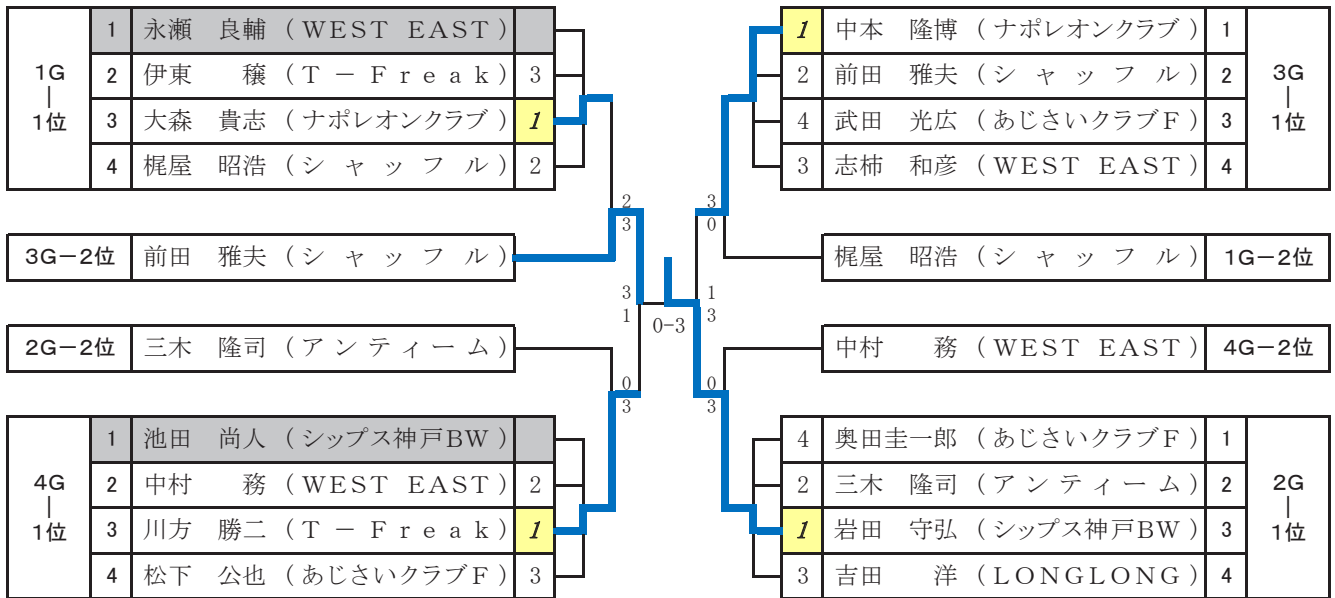 1G | 1位
1 永瀬 良輔 (WEST EAST)
2 伊東 穣 (T－Freak) 3
3 大森 貴志 (ナポレオンクラブ) 1
4 梶屋 昭浩 (シャッフル) 2
3G－2位 前田 雅夫 (シャッフル)
2G－2位 三木 隆司 (アンティーム)
4G | 1位
1 池田 尚人 (シップス神戸BW)
2 中村 務 (WEST EAST) 2
3 川方 勝二 (T－Freak) 1
4 松下 公也 (あじさいクラブF) 3
2
3
3
1
0
3
0-3
3
0
1
3
0
3
1 中本 隆博 (ナポレオンクラブ) 1
2 前田 雅夫 (シャッフル) 2
4 武田 光広 (あじさいクラブF) 3
3 志柿 和彦 (WEST EAST) 4
3G | 1位
梶屋 昭浩 (シャッフル) 1G－2位
中村 務 (WEST EAST) 4G－2位
4 奥田圭一郎 (あじさいクラブF) 1
2 三木 隆司 (アンティーム) 2
1 岩田 守弘 (シップス神戸BW) 3
3 吉田 洋 (LONGLONG) 4
2G | 1位